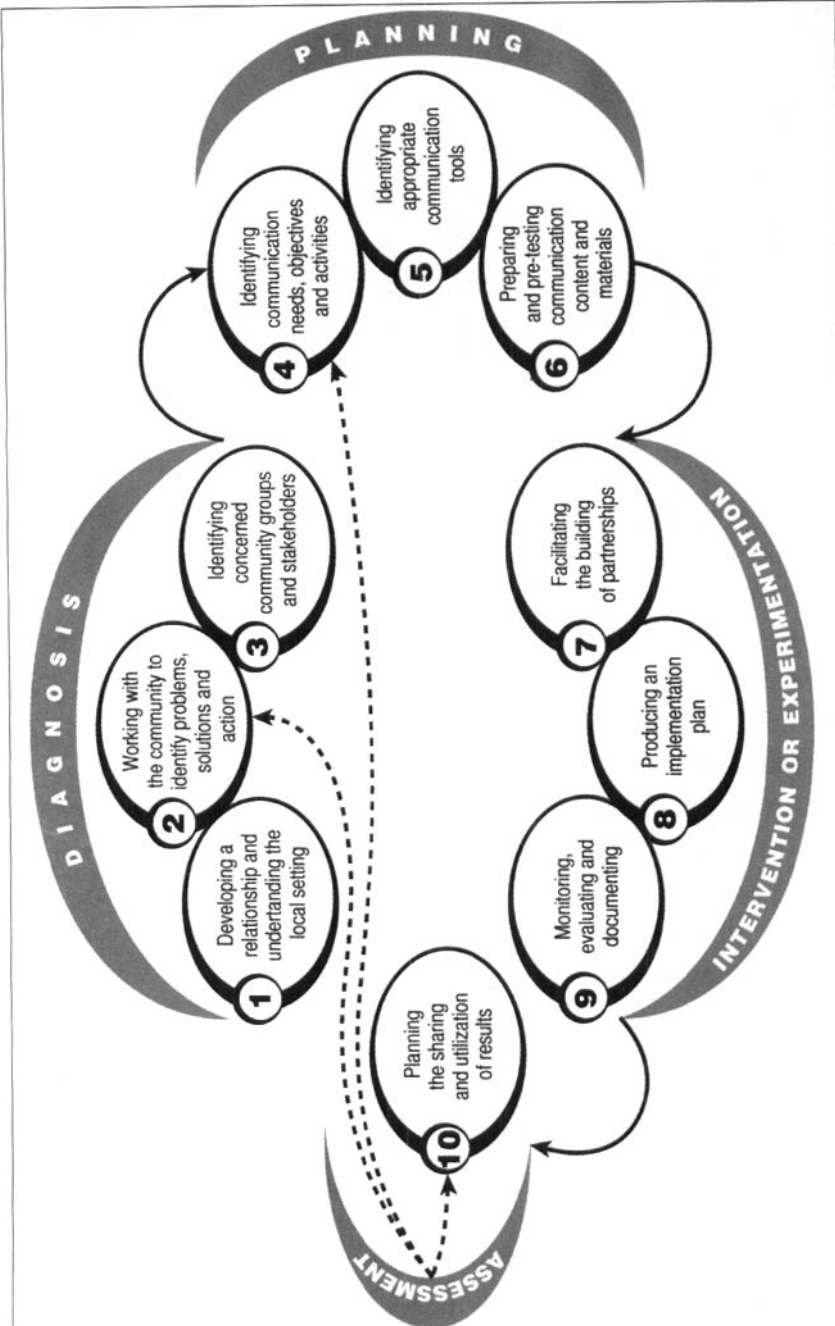 DIAGNOSIS
1
Developing a
relationship and
undertanding the
local setting
2
Working with
the community to
identify problems,
solutions and
action
3
Identifying
concerned
community groups
and stakeholders
PLANNING
4
Identifying
communication
needs, objectives
and activities
5
Identifying
appropriate
communication
tools
6
Preparing
and pre-testing
communication
content and
materials
INTERVENTION OR EXPERIMENTATION
7
Facilitating
the building
of partnerships
8
Producing an
implementation
plan
9
Monitoring,
evaluating and
documenting
ASSESSMENT
10
Planning
the sharing
and utilization
of results